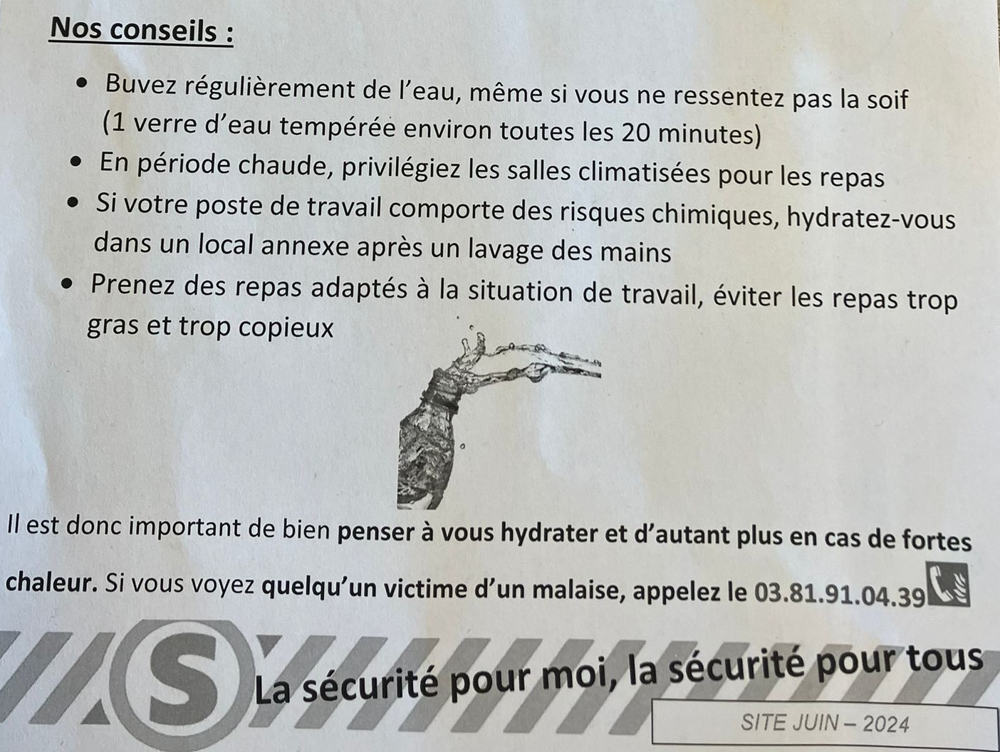 Nos conseils :
• Buvez régulièrement de l'eau, même si vous ne ressentez pas la soif
(1 verre d'eau tempérée environ toutes les 20 minutes)
• En période chaude, privilégiez les salles climatisées pour les repas
• Si votre poste de travail comporte des risques chimiques, hydratez-vous
dans un local annexe après un lavage des mains
• Prenez des repas adaptés à la situation de travail, éviter les repas trop
gras et trop copieux
Il est donc important de bien penser à vous hydrater et d'autant plus en cas de fortes
chaleur. Si vous voyez quelqu'un victime d'un malaise, appelez le 03.81.91.04.39
S
La sécurité pour moi, la sécurité pour tous
SITE JUIN – 2024